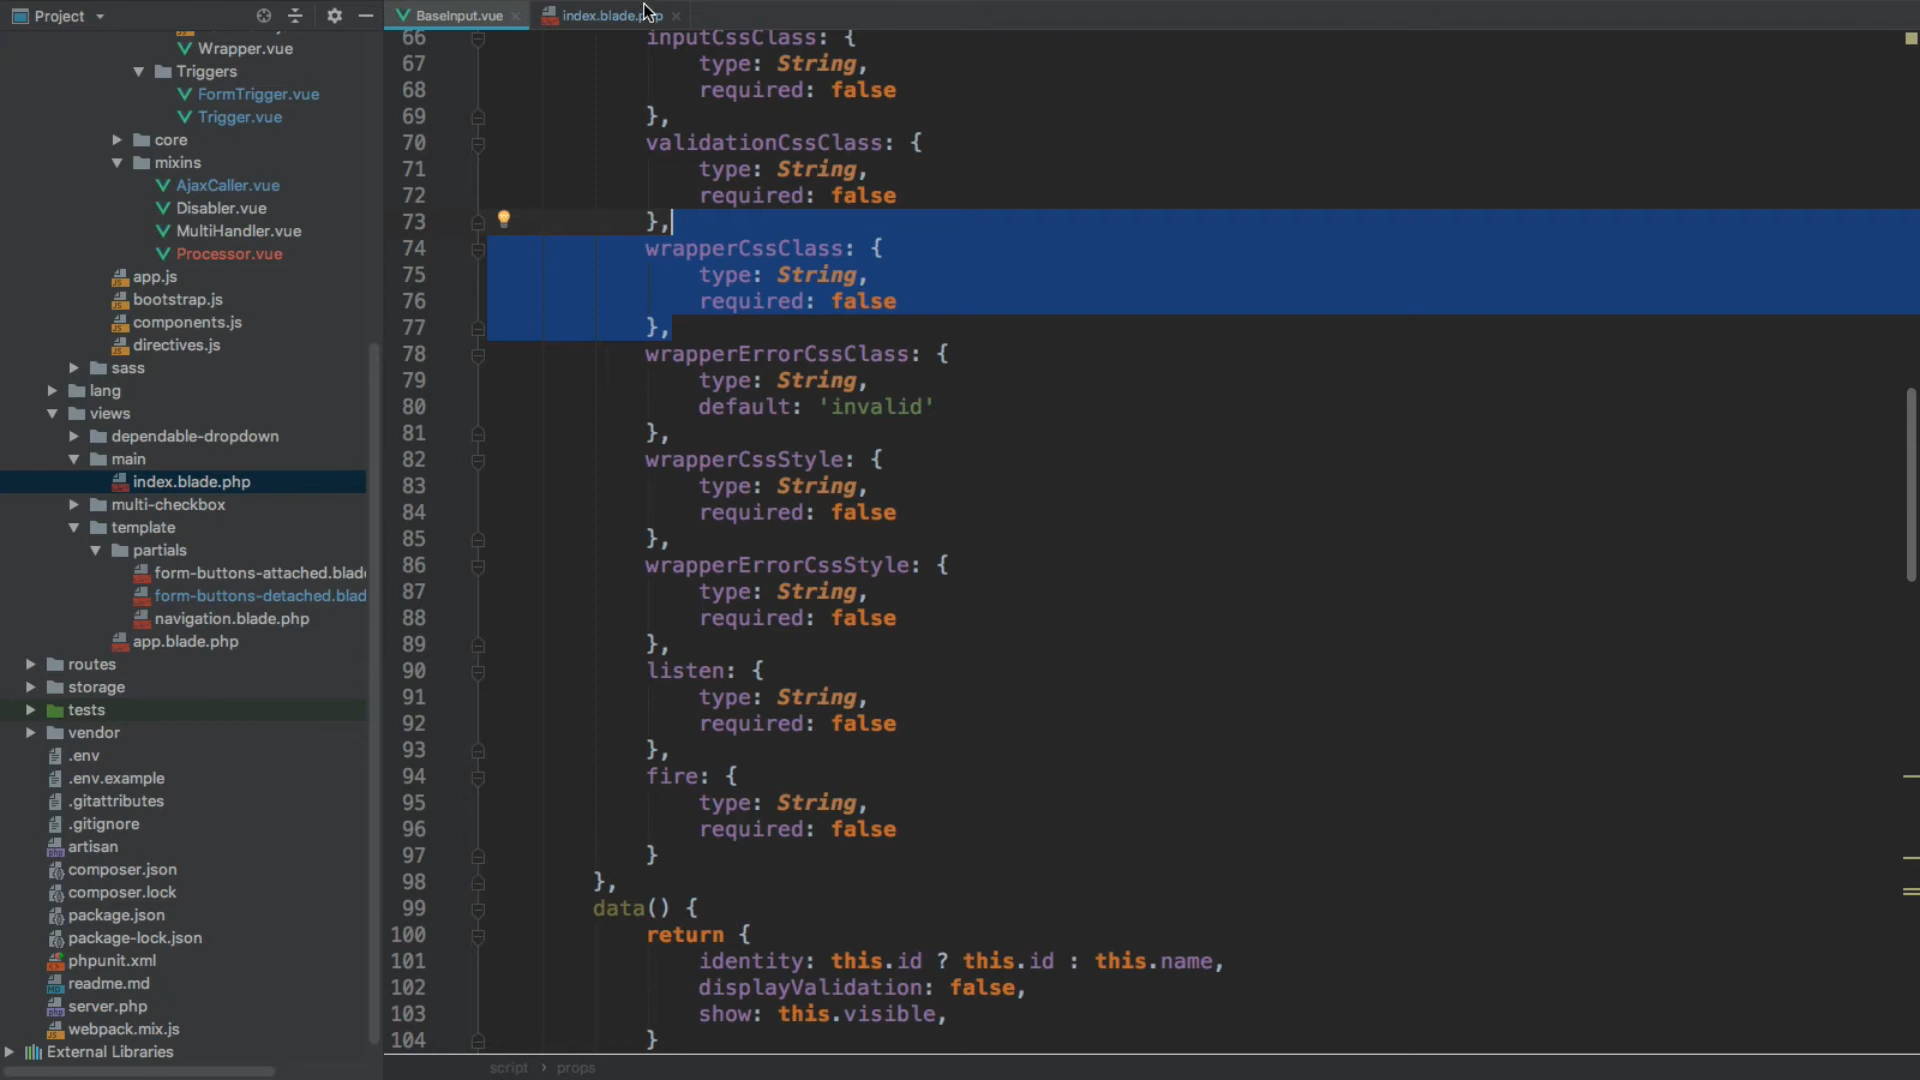 Project
BaseInput.vue
index.blade.php
Wrapper.vue
Triggers
FormTrigger.vue
Trigger.vue
core
mixins
AjaxCaller.vue
Disabler.vue
MultiHandler.vue
Processor.vue
app.js
bootstrap.js
components.js
directives.js
sass
lang
views
dependable-dropdown
main
index.blade.php
multi-checkbox
template
partials
form-buttons-attached.blad
form-buttons-detached.blad
navigation.blade.php
app.blade.php
routes
storage
tests
vendor
.env
.env.example
.gitattributes
.gitignore
artisan
composer.json
composer.lock
package.json
package-lock.json
phpunit.xml
readme.md
server.php
webpack.mix.js
External Libraries
66 inputCssClass: {
67 type: String,
68 required: false
69 },
70 validationCssClass: {
71 type: String,
72 required: false
73 },
74 wrapperCssClass: {
75 type: String,
76 required: false
77 },
78 wrapperErrorCssClass: {
79 type: String,
80 default: 'invalid'
81 },
82 wrapperCssStyle: {
83 type: String,
84 required: false
85 },
86 wrapperErrorCssStyle: {
87 type: String,
88 required: false
89 },
90 listen: {
91 type: String,
92 required: false
93 },
94 fire: {
95 type: String,
96 required: false
97 }
98 },
99 data() {
100 return {
101 identity: this.id ? this.id : this.name,
102 displayValidation: false,
103 show: this.visible,
104 }
script › props